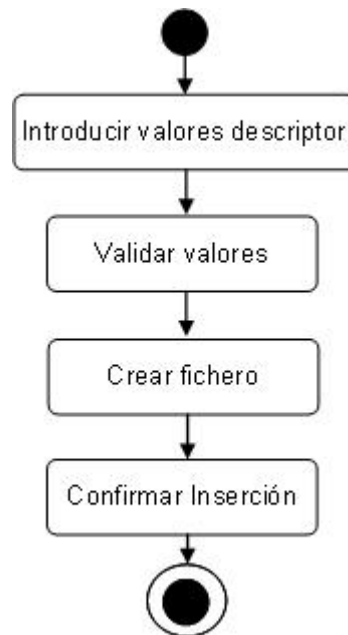 Introducir valores descriptor
Validar valores
Crear fichero
Confirmar Inserción